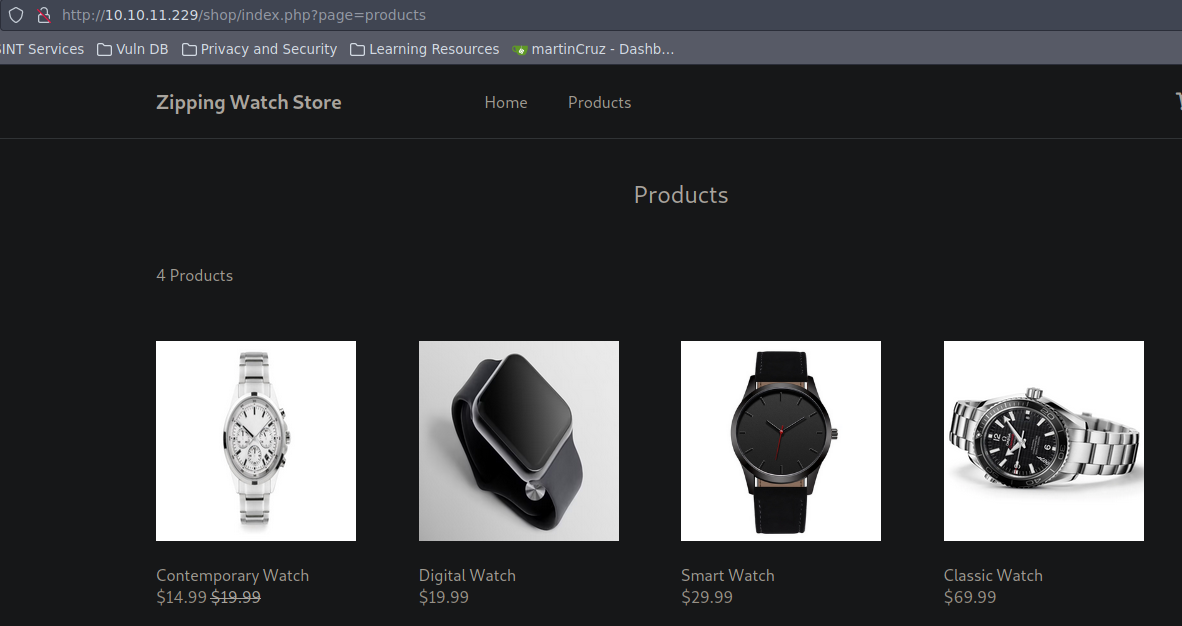 http://10.10.11.229/shop/index.php?page=products
SINT Services Vuln DB Privacy and Security Learning Resources martinCruz - Dashb...
Zipping Watch Store Home Products
Products
4 Products
Contemporary Watch Digital Watch Smart Watch Classic Watch
$14.99 $19.99 $19.99 $29.99 $69.99